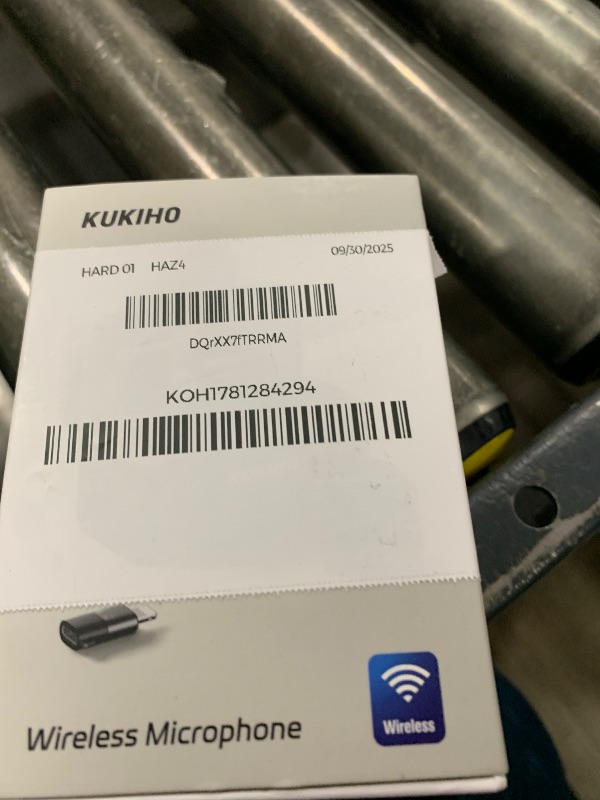 KUKIHO
HARD 01 HAZ4 09/30/2025
DQrXX7fTRRMA
KOH1781284294
Wireless
Wireless Microphone